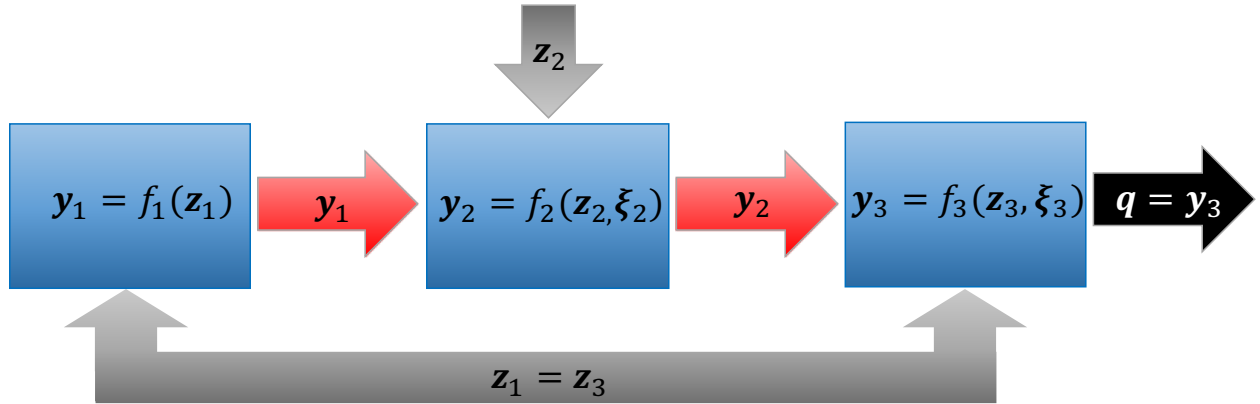 z₂
y₁ = f₁(z₁)
y₁
y₂ = f₂(z₂,ξ₂)
y₂
y₃ = f₃(z₃, ξ₃)
q = y₃
z₁ = z₃